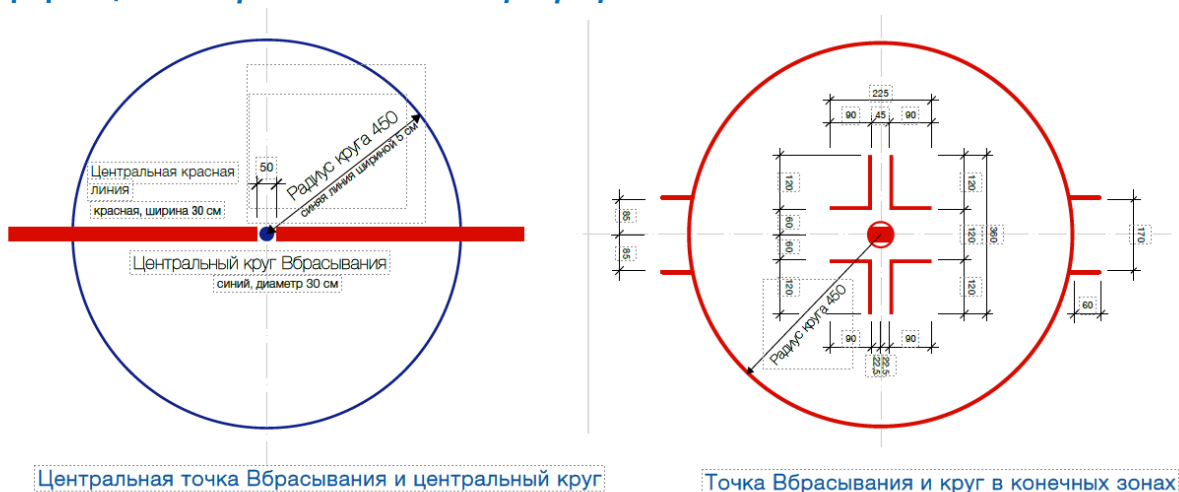 Радиус круга 450
синяя линия шириной 5 см
50
Центральная красная
линия
красная, ширина 30 см
Центральный круг Вбрасывания
синий, диаметр 30 см
Центральная точка Вбрасывания и центральный круг
225
90 45 90
120
60
60
120
120
120
120
360
85
85
170
60
Радиус круга 450
90
90
22,5
22,5
Точка Вбрасывания и круг в конечных зонах